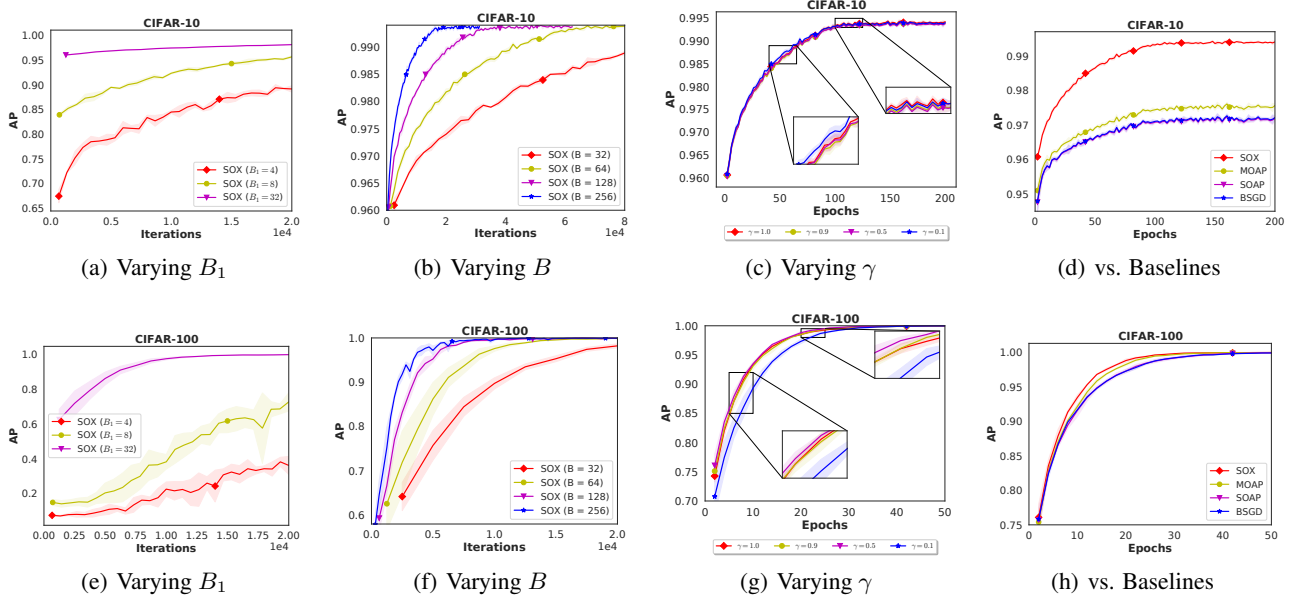 CIFAR-10
1.00
0.95
0.90
0.85
0.80
0.75
0.70
0.65
AP
SOX (B₁ = 4)
SOX (B₁ = 8)
SOX (B₁ = 32)
0.5 1.0 1.5 2.0
Iterations 1e4
(a) Varying B₁
CIFAR-10
0.990
0.985
0.980
0.975
0.970
0.965
0.960
AP
SOX (B = 32)
SOX (B = 64)
SOX (B = 128)
SOX (B = 256)
0 2 4 6 8
Iterations 1e4
(b) Varying B
CIFAR-10
0.995
0.990
0.985
0.980
0.975
0.970
0.965
0.960
AP
0 50 100 150 200
Epochs
γ = 1.0 γ = 0.9 γ = 0.5 γ = 0.1
(c) Varying γ
CIFAR-10
0.99
0.98
0.97
0.96
0.95
AP
SOX
MOAP
SOAP
BSGD
0 50 100 150 200
Epochs
(d) vs. Baselines
CIFAR-100
1.0
0.8
0.6
0.4
0.2
AP
SOX (B₁ = 4)
SOX (B₁ = 8)
SOX (B₁ = 32)
0.0 0.25 0.50 0.75 1.0 1.25 1.50 1.75 2.00
Iterations 1e4
(e) Varying B₁
CIFAR-100
1.0
0.9
0.8
0.7
0.6
AP
SOX (B = 32)
SOX (B = 64)
SOX (B = 128)
SOX (B = 256)
0.0 0.5 1.0 1.5 2.0
Iterations 1e4
(f) Varying B
CIFAR-100
1.00
0.95
0.90
0.85
0.80
0.75
0.70
AP
0 10 20 30 40 50
Epochs
γ = 1.0 γ = 0.9 γ = 0.5 γ = 0.1
(g) Varying γ
CIFAR-100
1.00
0.95
0.90
0.85
0.80
0.75
AP
SOX
MOAP
SOAP
BSGD
0 10 20 30 40 50
Epochs
(h) vs. Baselines